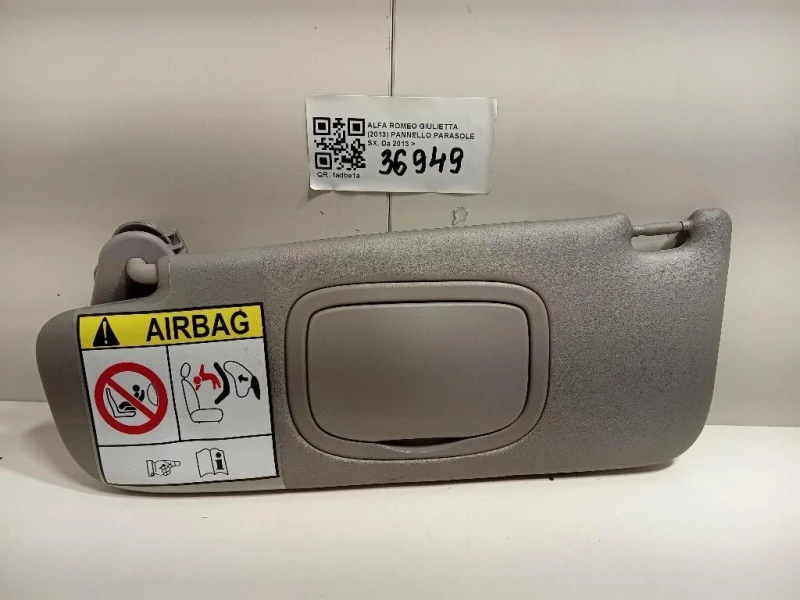 ALFA ROMEO GIULIETTA
(2013) PANNELLO PARASOLE
SX. Da 2013 >
36949
QR: fadbe1a
AIRBAG
i